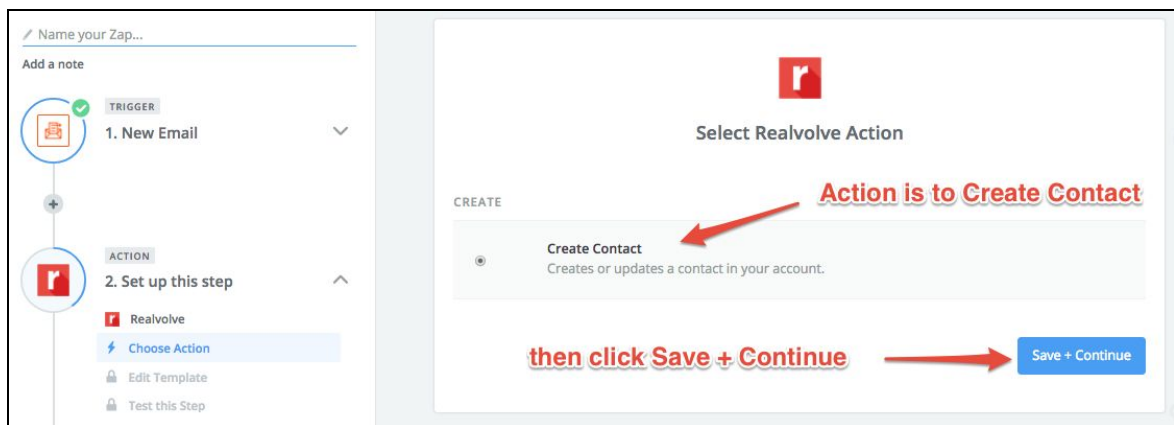 Name your Zap...
Add a note
TRIGGER
1. New Email
ACTION
2. Set up this step
Realvolve
Choose Action
Edit Template
Test this Step
Select Realvolve Action
Action is to Create Contact
CREATE
Create Contact
Creates or updates a contact in your account.
then click Save + Continue
Save + Continue